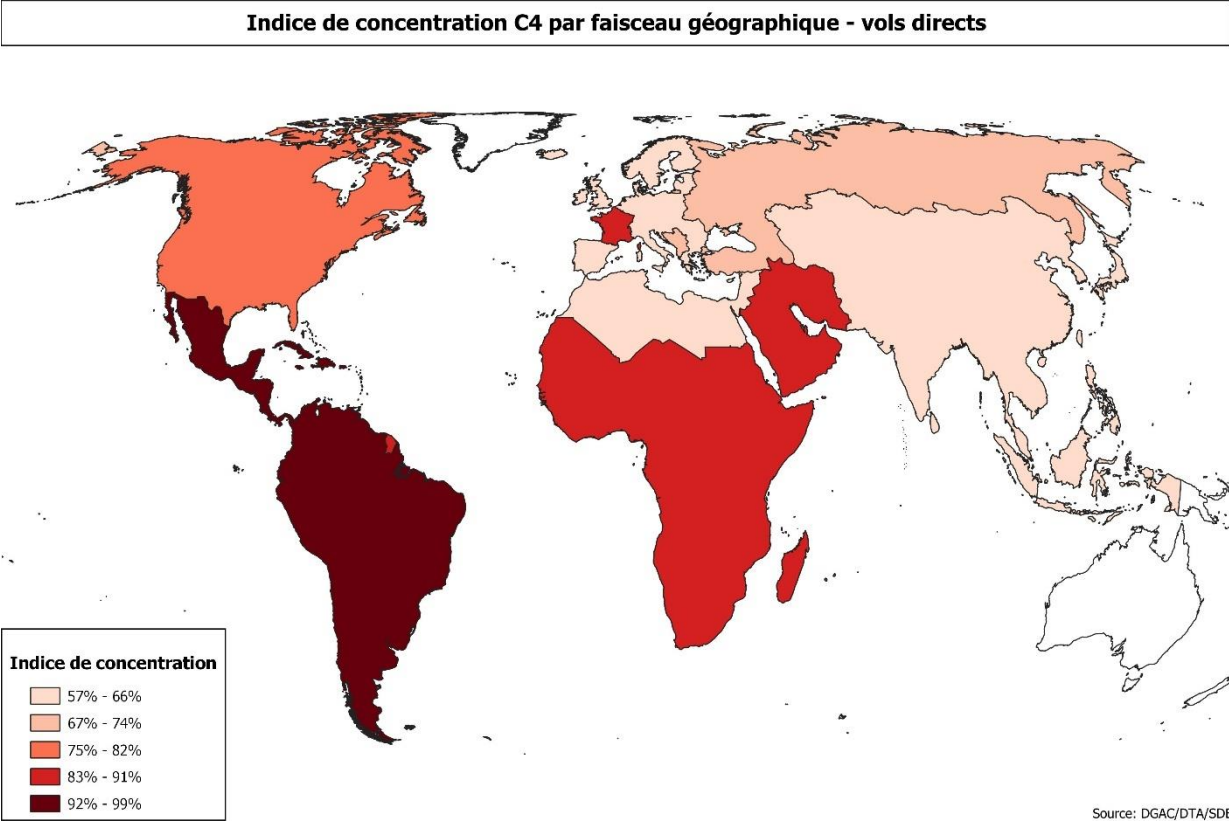 Indice de concentration C4 par faisceau géographique - vols directs
Indice de concentration
57% - 66%
67% - 74%
75% - 82%
83% - 91%
92% - 99%
Source: DGAC/DTA/SDE